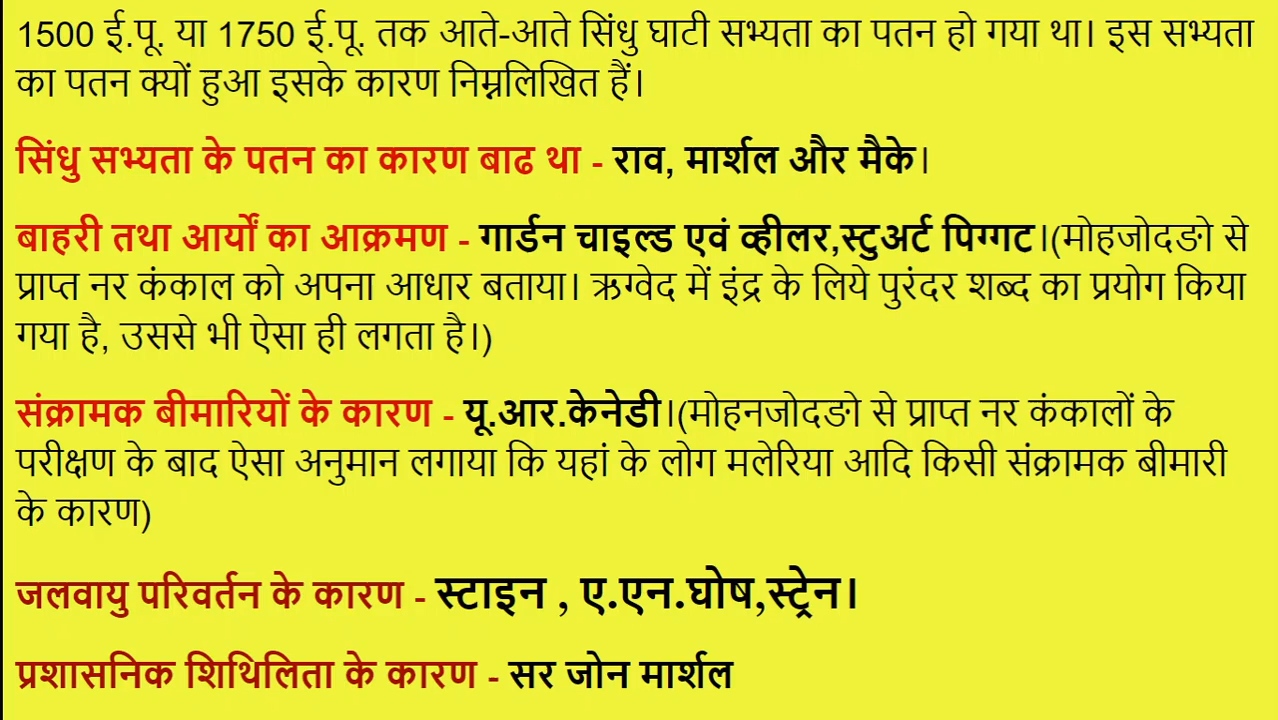 1500 ई.पू. या 1750 ई.पू. तक आते-आते सिंधु घाटी सभ्यता का पतन हो गया था। इस सभ्यता
का पतन क्यों हुआ इसके कारण निम्नलिखित हैं।
सिंधु सभ्यता के पतन का कारण बाढ था - राव, मार्शल और मैके।
बाहरी तथा आर्यों का आक्रमण - गार्डन चाइल्ड एवं व्हीलर,स्टुअर्ट पिग्गट।(मोहजोदङो से
प्राप्त नर कंकाल को अपना आधार बताया। ऋग्वेद में इंद्र के लिये पुरंदर शब्द का प्रयोग किया
गया है, उससे भी ऐसा ही लगता है।)
संक्रामक बीमारियों के कारण - यू.आर.केनेडी।(मोहनजोदङो से प्राप्त नर कंकालों के
परीक्षण के बाद ऐसा अनुमान लगाया कि यहां के लोग मलेरिया आदि किसी संक्रामक बीमारी
के कारण)
जलवायु परिवर्तन के कारण - स्टाइन , ए.एन.घोष,स्ट्रेन।
प्रशासनिक शिथिलिता के कारण - सर जोन मार्शल